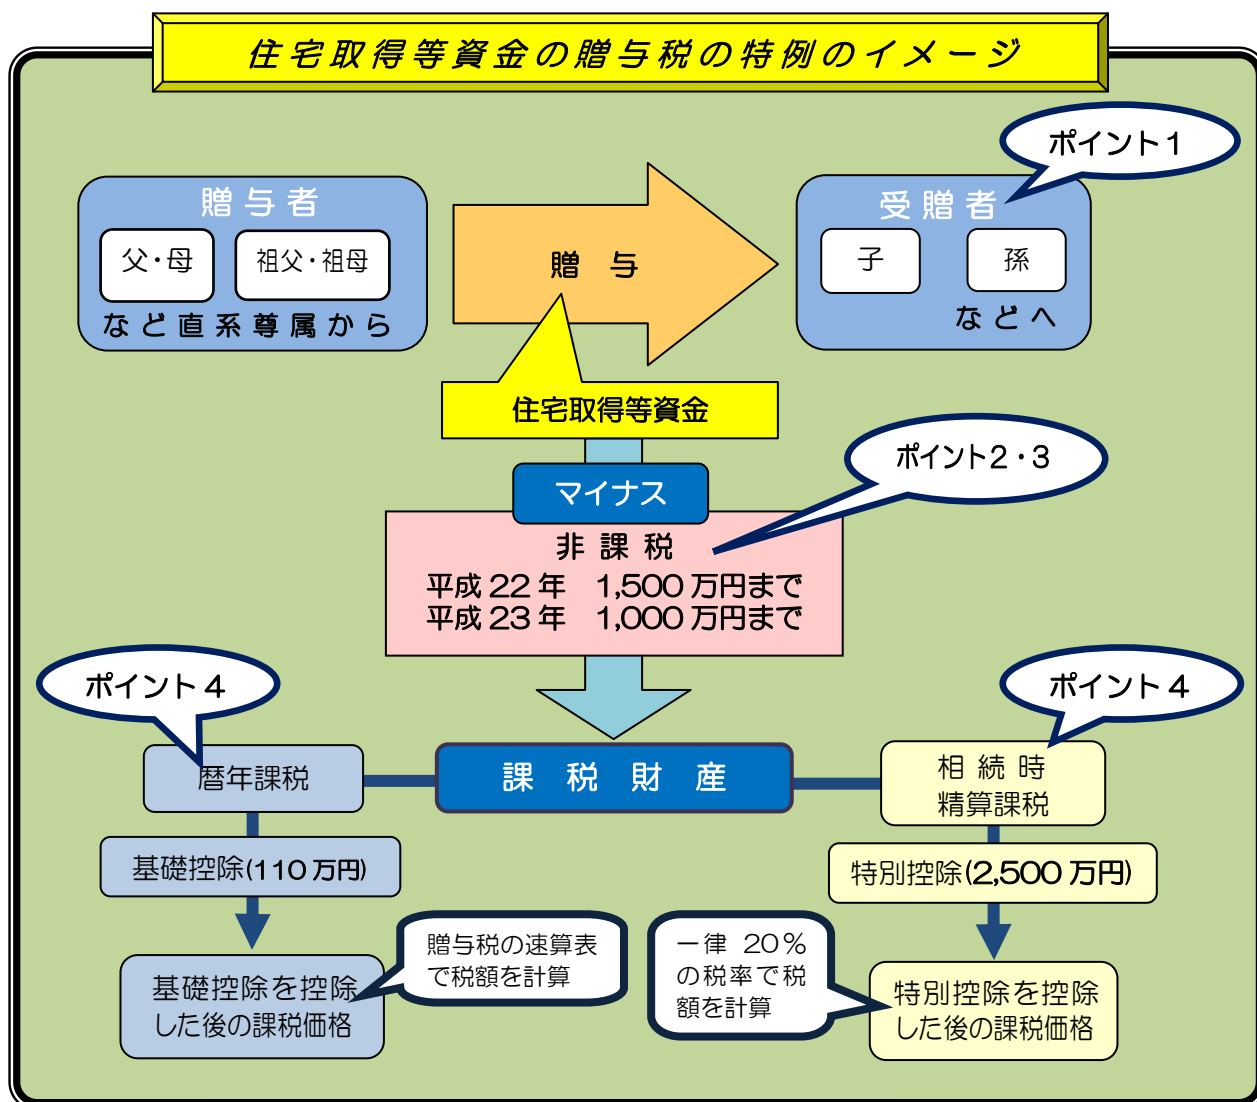 住宅取得等資金の贈与税の特例のイメージ
ポイント1
贈与者
父・母
祖父・祖母
など直系尊属から
贈 与
受贈者
子
孫
などへ
住宅取得等資金
マイナス
ポイント2・3
非課税
平成22年 1,500万円まで
平成23年 1,000万円まで
ポイント4
ポイント4
暦年課税
課税財産
相続時
精算課税
基礎控除(110万円)
特別控除(2,500万円)
贈与税の速算表
で税額を計算
一律 20%
の税率で税
額を計算
基礎控除を控除
した後の課税価格
特別控除を控除
した後の課税価格